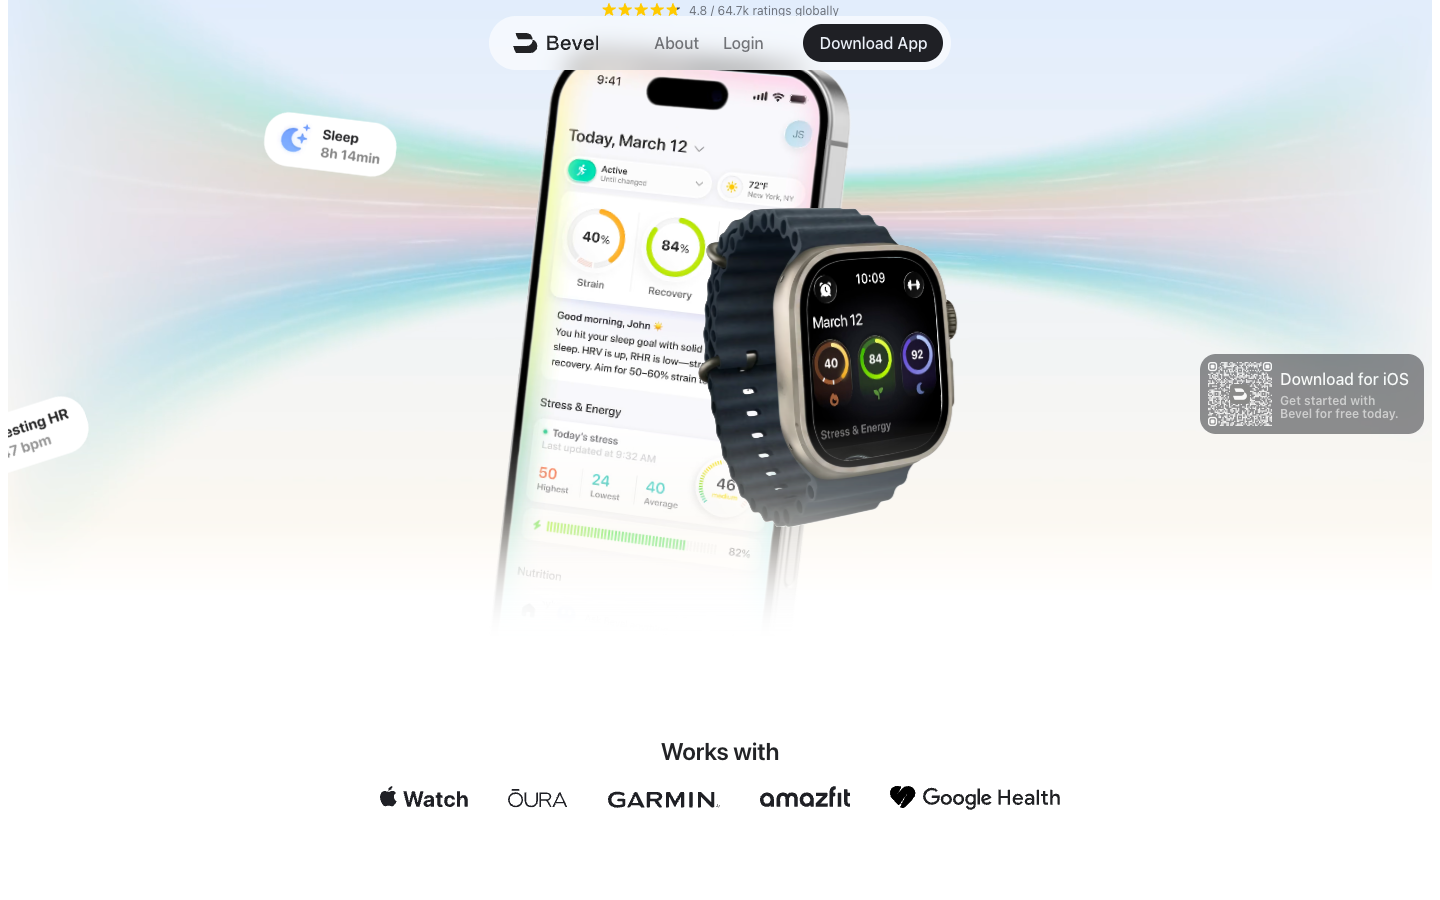 4.8 / 64.7k ratings globally
Bevel
About
Login
Download App
9:41
Today, March 12
JS
Active
Until changed
72°F
New York, NY
40%
Strain
84%
Recovery
Good morning, John
You hit your sleep goal with solid
sleep. HRV is up, RHR is low—
recovery. Aim for 50–60% strain
Stress & Energy
Today's stress
Last updated at 9:32 AM
50
Highest
24
Lowest
40
Average
46
82%
Nutrition
10:09
March 12
40
84
92
Stress & Energy
Sleep
8h 14min
esting HR
7 bpm
Download for iOS
Get started with
Bevel for free today.
Works with
Watch
ŌURA
GARMIN
amazfit
Google Health